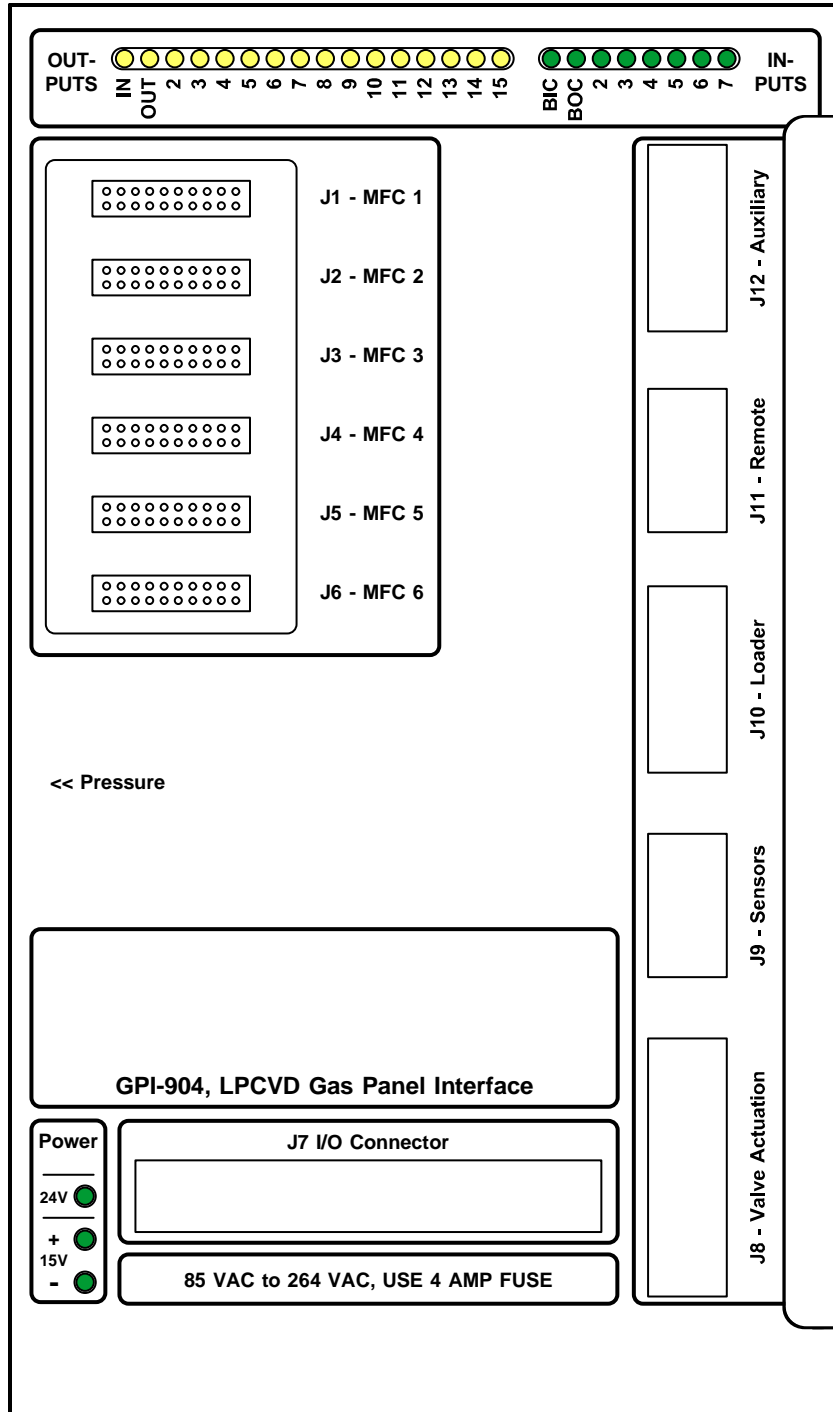 OUT-
PUTS
IN
OUT
2
3
4
5
6
7
8
9
10
11
12
13
14
15
BIC
BOC
2
3
4
5
6
7
IN-
PUTS
J1 - MFC 1
J2 - MFC 2
J3 - MFC 3
J4 - MFC 4
J5 - MFC 5
J6 - MFC 6
J12 - Auxiliary
J11 - Remote
J10 - Loader
J9 - Sensors
J8 - Valve Actuation
<< Pressure
GPI-904, LPCVD Gas Panel Interface
Power
24V
+
15V
-
J7 I/O Connector
85 VAC to 264 VAC, USE 4 AMP FUSE